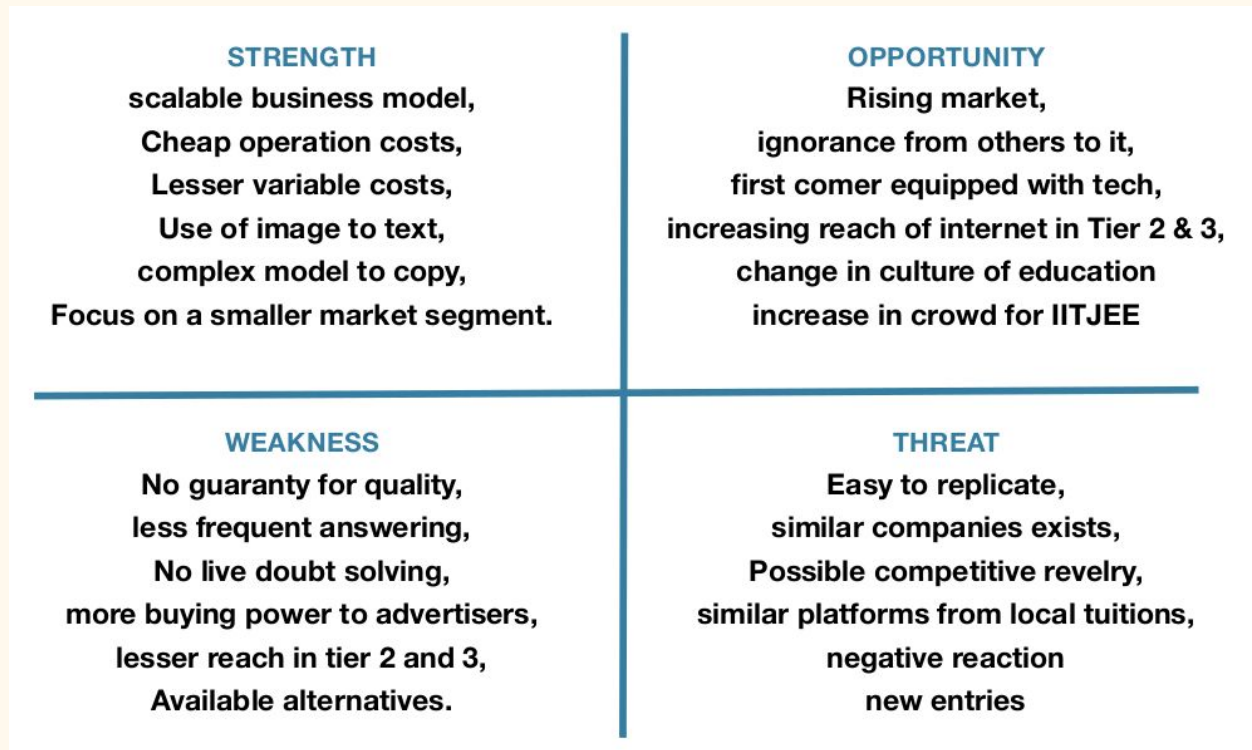 STRENGTH
scalable business model,
Cheap operation costs,
Lesser variable costs,
Use of image to text,
complex model to copy,
Focus on a smaller market segment.
OPPORTUNITY
Rising market,
ignorance from others to it,
first comer equipped with tech,
increasing reach of internet in Tier 2 & 3,
change in culture of education
increase in crowd for IITJEE
WEAKNESS
No guaranty for quality,
less frequent answering,
No live doubt solving,
more buying power to advertisers,
lesser reach in tier 2 and 3,
Available alternatives.
THREAT
Easy to replicate,
similar companies exists,
Possible competitive revelry,
similar platforms from local tuitions,
negative reaction
new entries